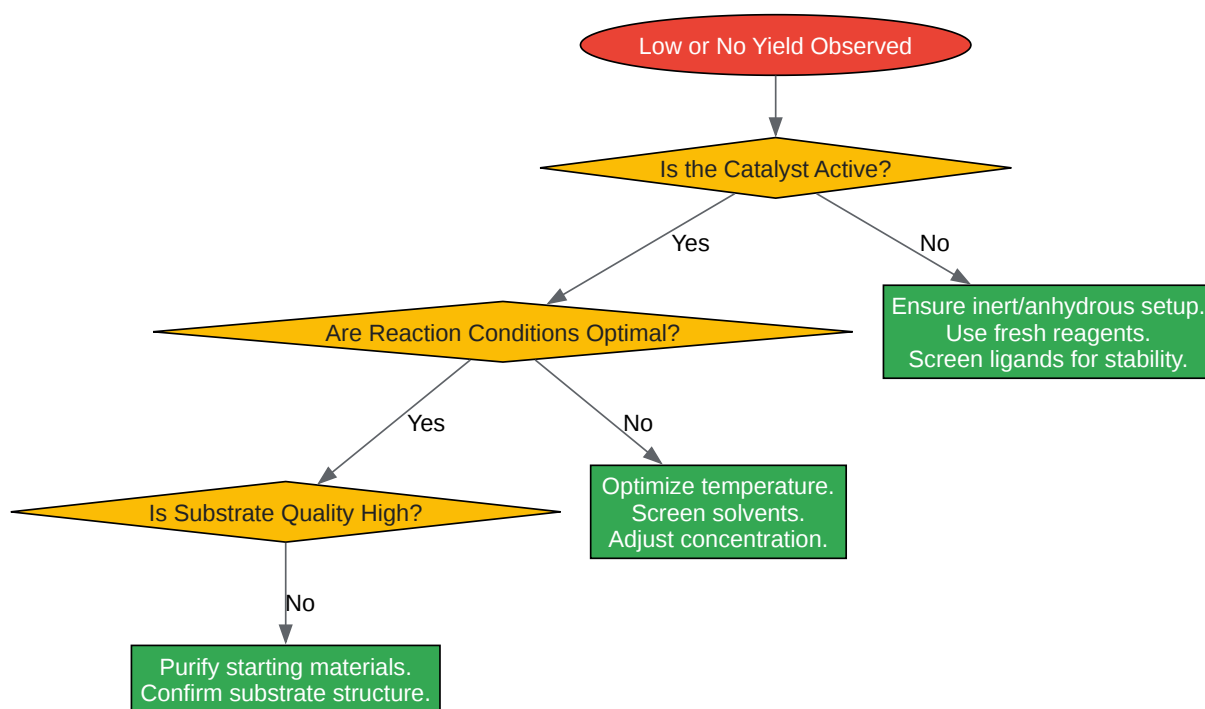 Low or No Yield Observed
Is the Catalyst Active?
Yes
No
Ensure inert/anhydrous setup.
Use fresh reagents.
Screen ligands for stability.
Are Reaction Conditions Optimal?
Yes
No
Optimize temperature.
Screen solvents.
Adjust concentration.
Is Substrate Quality High?
No
Purify starting materials.
Confirm substrate structure.